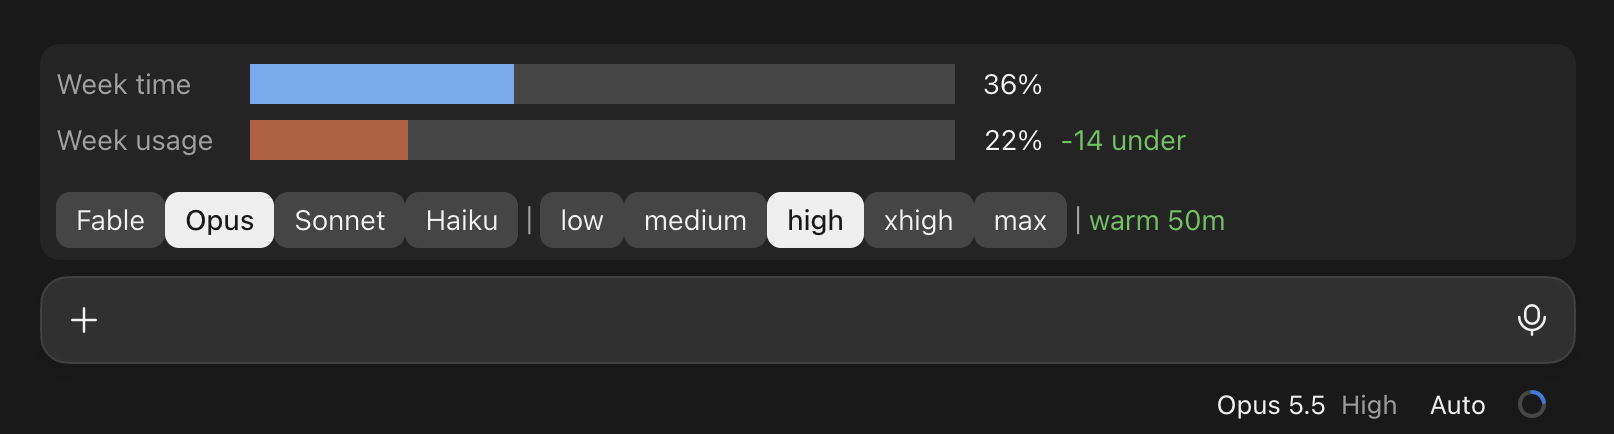 Week time 36%
Week usage 22% -14 under
Fable Opus Sonnet Haiku | low medium high xhigh max | warm 50m
Opus 5.5 High Auto